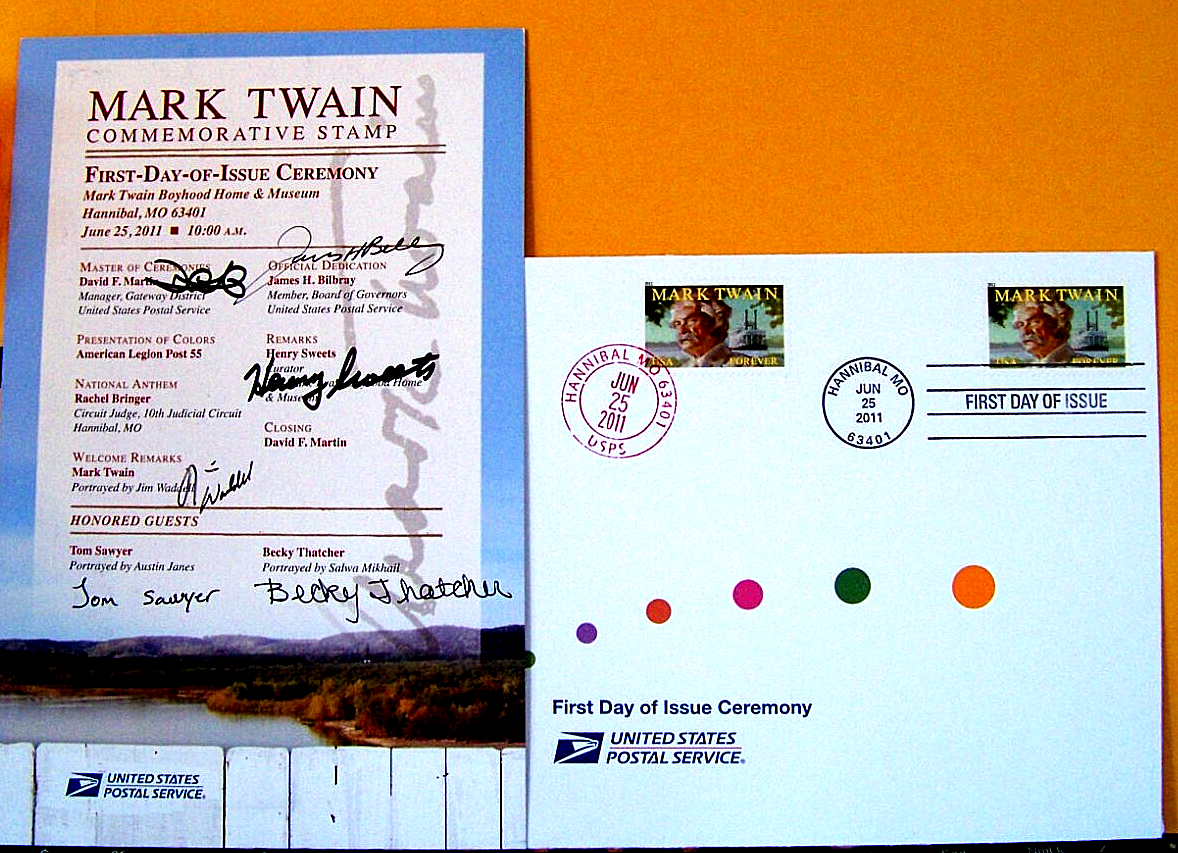 MARK TWAIN
COMMEMORATIVE STAMP
FIRST-DAY-OF-ISSUE CEREMONY
Mark Twain Boyhood Home & Museum
Hannibal, MO 63401
June 25, 2011 ■ 10:00 A.M.
MASTER OF CEREMONIES
David F. Martin
Manager, Gateway District
United States Postal Service
OFFICIAL DEDICATION
James H. Bilbray
Member, Board of Governors
United States Postal Service
PRESENTATION OF COLORS
American Legion Post 55
REMARKS
Henry Sweets
Curator
Home
& Museum
Henry Sweets
NATIONAL ANTHEM
Rachel Bringer
Circuit Judge, 10th Judicial Circuit
Hannibal, MO
CLOSING
David F. Martin
WELCOME REMARKS
Mark Twain
Portrayed by Jim Waddell
HONORED GUESTS
Tom Sawyer
Portrayed by Austin Janes
Tom Sawyer
Becky Thatcher
Portrayed by Salwa Mikhail
Becky Thatcher
UNITED STATES
POSTAL SERVICE®
MARK TWAIN
USA FOREVER
HANNIBAL MO 63401
JUN
25
2011
USPS
MARK TWAIN
USA FOREVER
HANNIBAL MO
JUN
25
2011
63401
FIRST DAY OF ISSUE
First Day of Issue Ceremony
UNITED STATES
POSTAL SERVICE®